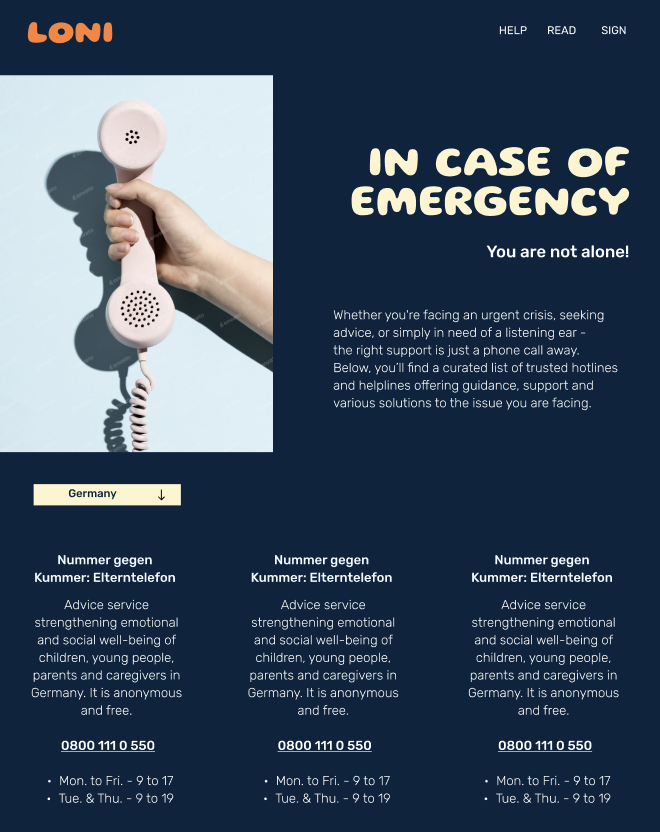 LONI
HELP READ SIGN
IN CASE OF
EMERGENCY
You are not alone!
Whether you're facing an urgent crisis, seeking
advice, or simply in need of a listening ear -
the right support is just a phone call away.
Below, you'll find a curated list of trusted hotlines
and helplines offering guidance, support and
various solutions to the issue you are facing.
Germany ↓
Nummer gegen
Kummer: Elterntelefon
Advice service
strengthening emotional
and social well-being of
children, young people,
parents and caregivers in
Germany. It is anonymous
and free.
0800 111 0 550
• Mon. to Fri. - 9 to 17
• Tue. & Thu. - 9 to 19
Nummer gegen
Kummer: Elterntelefon
Advice service
strengthening emotional
and social well-being of
children, young people,
parents and caregivers in
Germany. It is anonymous
and free.
0800 111 0 550
• Mon. to Fri. - 9 to 17
• Tue. & Thu. - 9 to 19
Nummer gegen
Kummer: Elterntelefon
Advice service
strengthening emotional
and social well-being of
children, young people,
parents and caregivers in
Germany. It is anonymous
and free.
0800 111 0 550
• Mon. to Fri. - 9 to 17
• Tue. & Thu. - 9 to 19